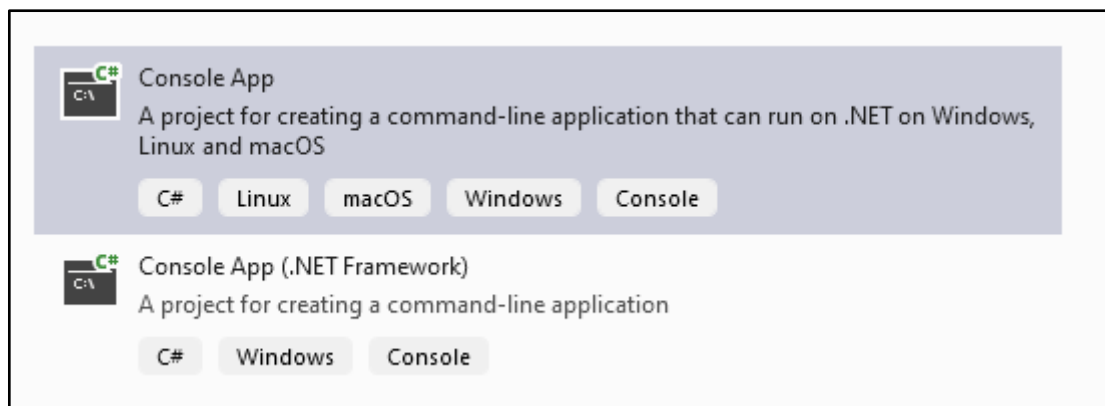 C#
C:\
Console App
A project for creating a command-line application that can run on .NET on Windows,
Linux and macOS
C# Linux macOS Windows Console
C#
C:\
Console App (.NET Framework)
A project for creating a command-line application
C# Windows Console